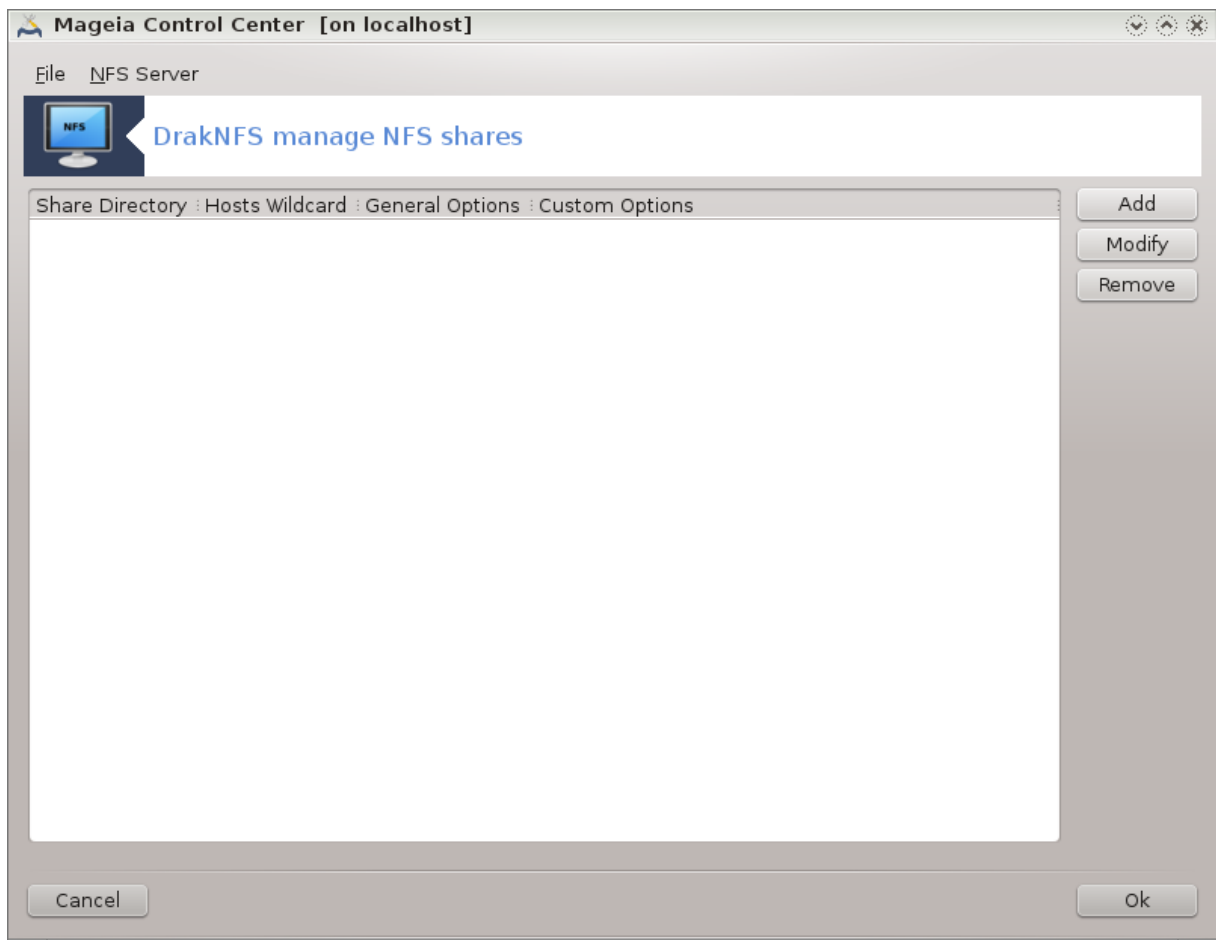 Mageia Control Center [on localhost]
File NFS Server
NFS
DrakNFS manage NFS shares
Share Directory Hosts Wildcard General Options Custom Options
Add
Modify
Remove
Cancel
Ok